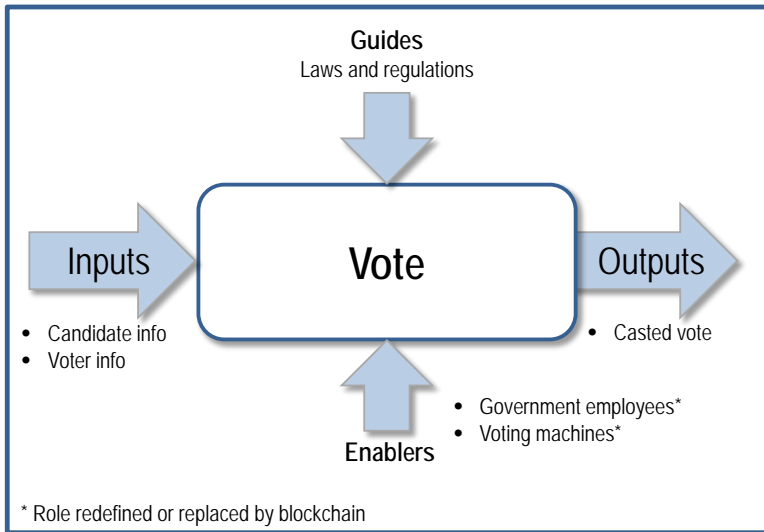 Guides
Laws and regulations
Inputs
Vote
Outputs
• Candidate info
• Voter info
• Casted vote
• Government employees*
• Voting machines*
Enablers
* Role redefined or replaced by blockchain